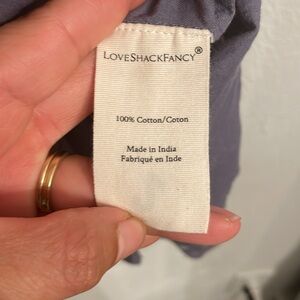 LoveShackFancy®
100% Cotton/Coton
Made in India
Fabriqué en Inde